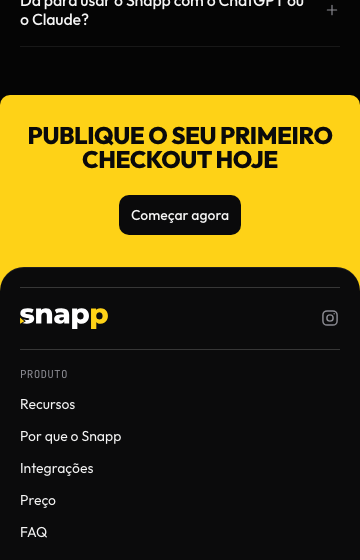 Dá para usar o Snapp com o ChatGPT ou
o Claude?
PUBLIQUE O SEU PRIMEIRO
CHECKOUT HOJE
Começar agora
snapp
PRODUTO
Recursos
Por que o Snapp
Integrações
Preço
FAQ